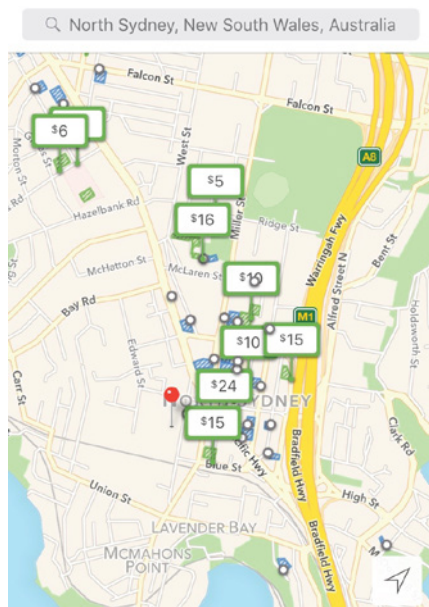 North Sydney, New South Wales, Australia
Falcon St
Falcon St
A8
$6
West St
Morton St
Rd
$5
Hazelbank Rd
$16
Miller St
Ridge St
Warringah Fwy
Alfred Street N
Bent St
McHatton St
McLaren St
Holdsworth St
Bay Rd
M1
Edward St
$10
$15
Carr St
$24
$15
Clark Rd
Blue St
Bradfield Hwy
High St
Union St
LAVENDER BAY
Bradfield Hwy
MCMAHONS
POINT